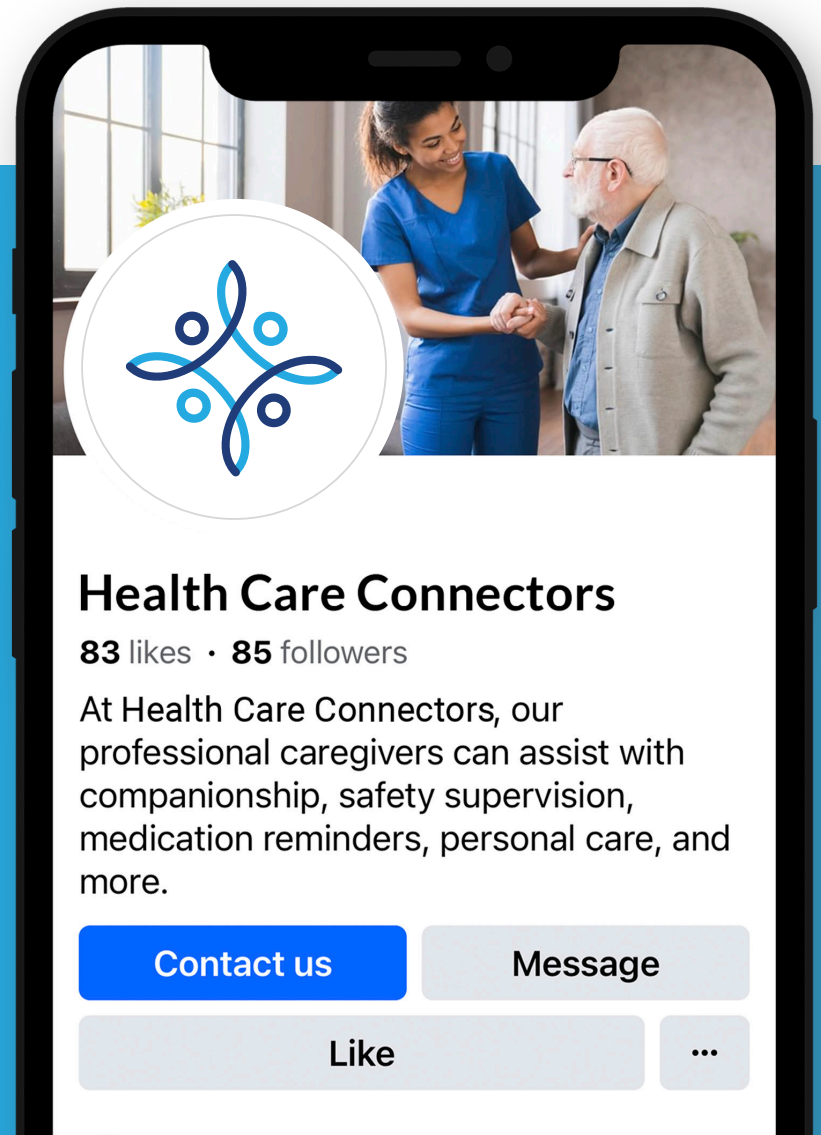 Health Care Connectors
83 likes · 85 followers
At Health Care Connectors, our
professional caregivers can assist with
companionship, safety supervision,
medication reminders, personal care, and
more.
Contact us
Message
Like
...